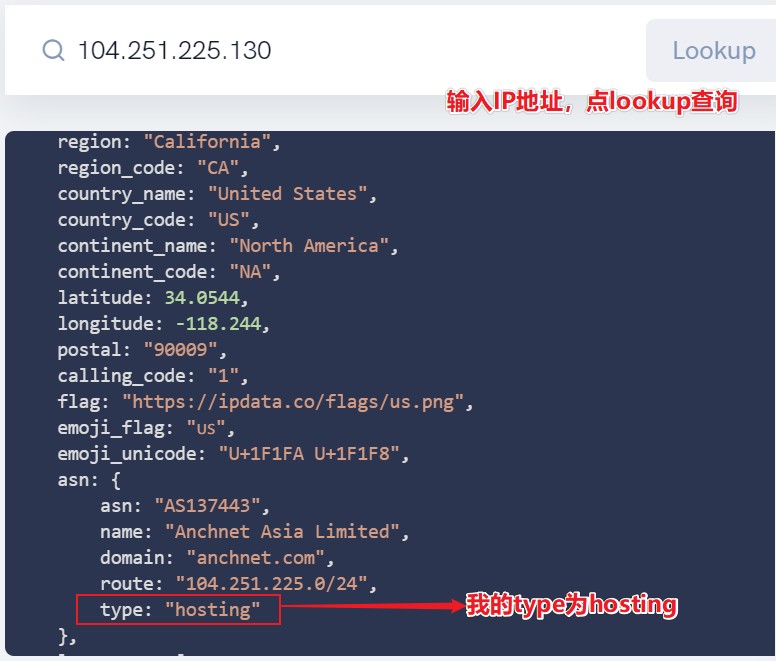 104.251.225.130
Lookup
输入IP地址，点lookup查询
region: "California",
region_code: "CA",
country_name: "United States",
country_code: "US",
continent_name: "North America",
continent_code: "NA",
latitude: 34.0544,
longitude: -118.244,
postal: "90009",
calling_code: "1",
flag: "https://ipdata.co/flags/us.png",
emoji_flag: "us",
emoji_unicode: "U+1F1FA U+1F1F8",
asn: {
asn: "AS137443",
name: "Anchnet Asia Limited",
domain: "anchnet.com",
route: "104.251.225.0/24",
type: "hosting"
我的type为hosting
},